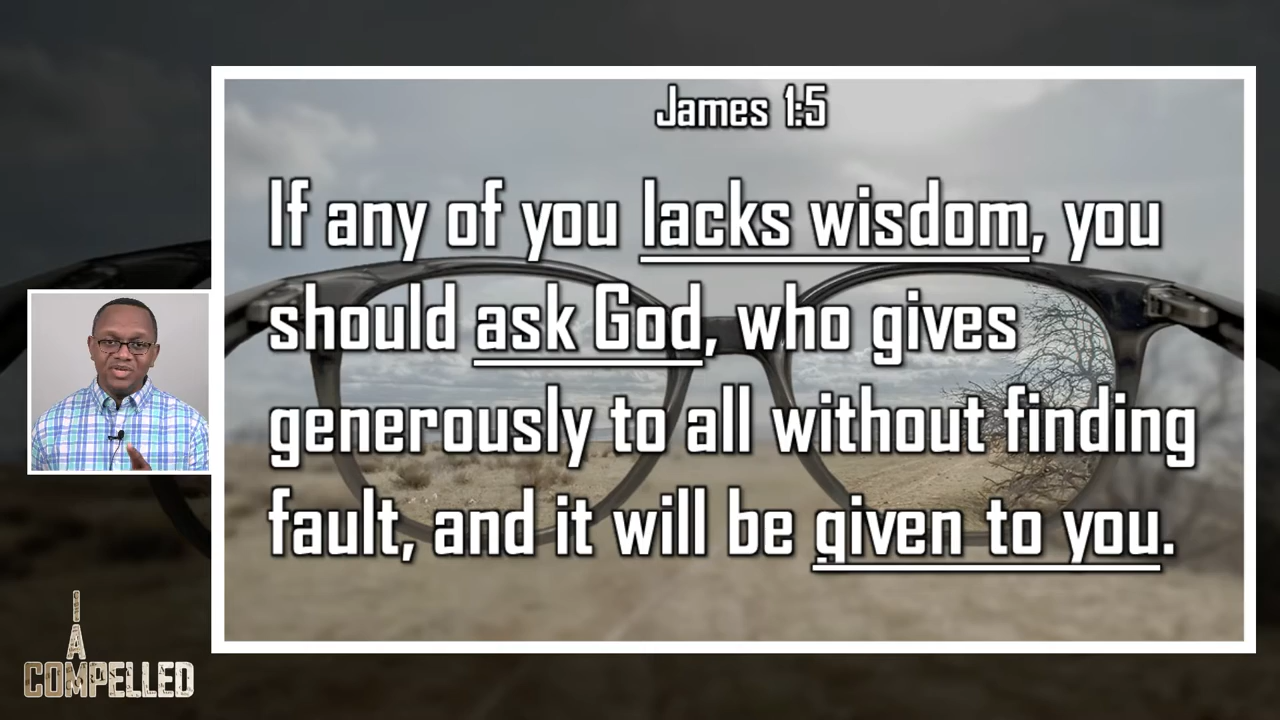 James 1:5
If any of you lacks wisdom, you
should ask God, who gives
generously to all without finding
fault, and it will be given to you.
I
A
COMPELLED